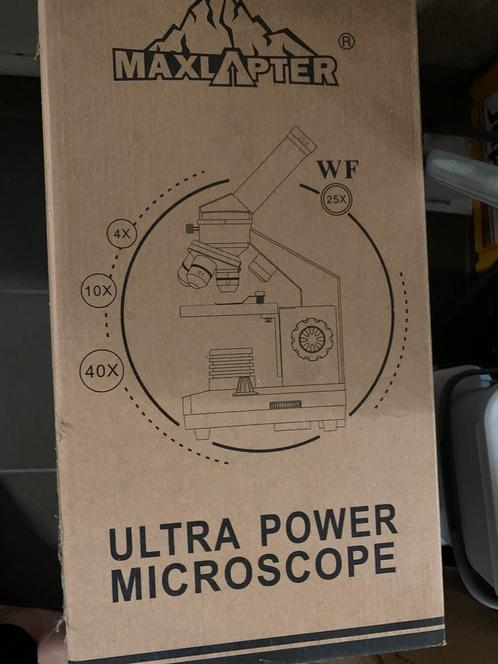 MAXLAPTER ®
WF
25X
4X
10X
40X
ULTRA POWER
MICROSCOPE